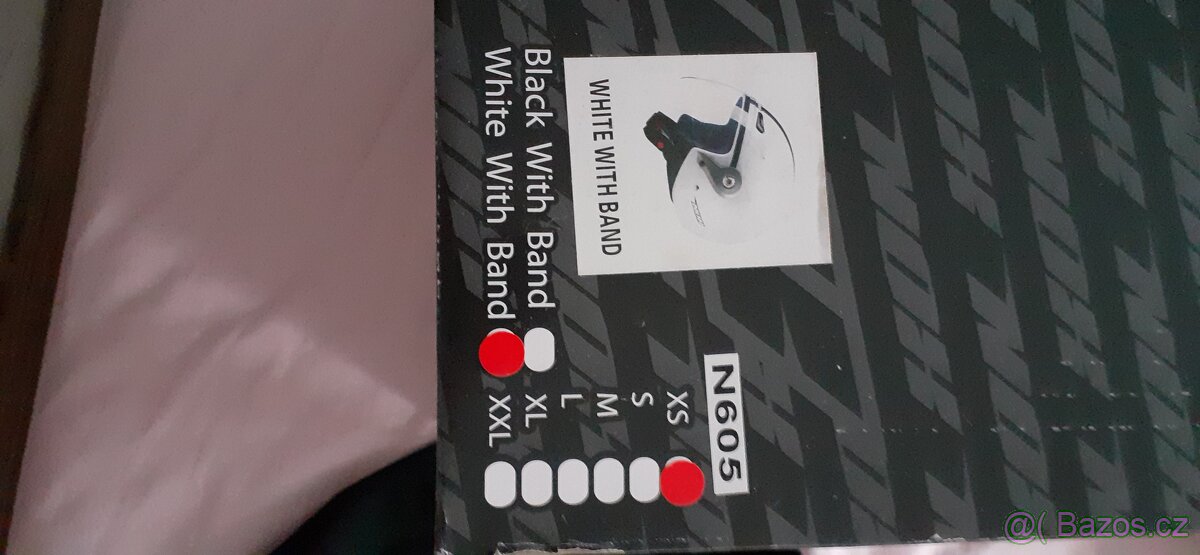 WHITE WITH BAND
Black With Band
White With Band
N605
XS
S
M
L
XL
XXL
@( Bazos.cz